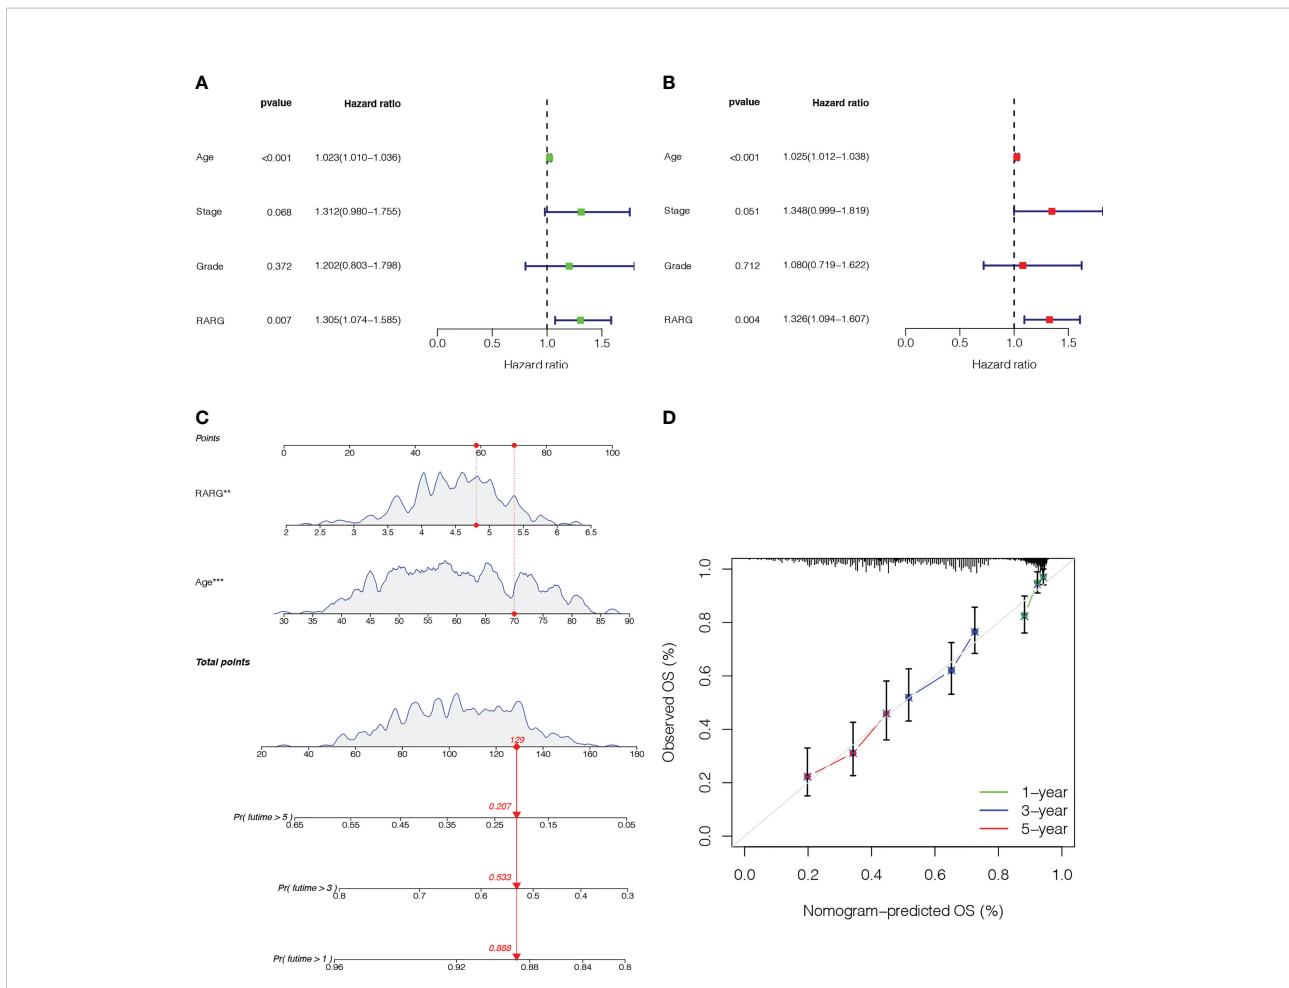 A
pvalue Hazard ratio
Age <0.001 1.023(1.010−1.036)
Stage 0.068 1.312(0.980−1.755)
Grade 0.372 1.202(0.803−1.798)
RARG 0.007 1.305(1.074−1.585)
0.0 0.5 1.0 1.5
Hazard ratio
B
pvalue Hazard ratio
Age <0.001 1.025(1.012−1.038)
Stage 0.051 1.348(0.999−1.819)
Grade 0.712 1.080(0.719−1.622)
RARG 0.004 1.326(1.094−1.607)
0.0 0.5 1.0 1.5
Hazard ratio
C
Points
0 20 40 60 80 100
RARG**
2 2.5 3 3.5 4 4.5 5 5.5 6 6.5
Age***
30 35 40 45 50 55 60 65 70 75 80 85 90
Total points
129
20 40 60 80 100 120 140 160 180
0.207
Pr( futime > 5)
0.65 0.55 0.45 0.35 0.25 0.15 0.05
0.533
Pr( futime > 3)
0.8 0.7 0.6 0.5 0.4 0.3
0.888
Pr( futime > 1)
0.96 0.92 0.88 0.84 0.8
D
Observed OS (%)
0.0 0.2 0.4 0.6 0.8 1.0
1−year
3−year
5−year
0.0 0.2 0.4 0.6 0.8 1.0
Nomogram−predicted OS (%)